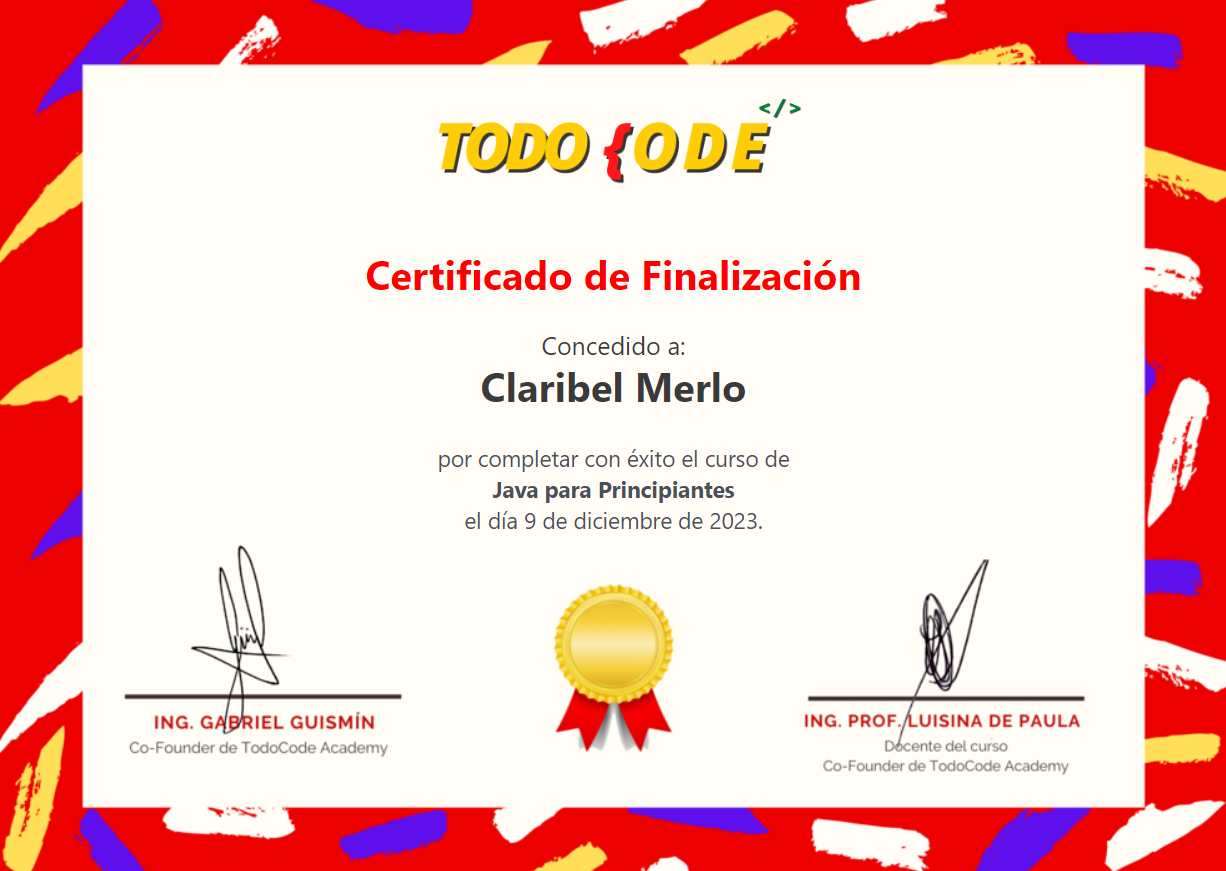 </>
TODO {ODE
Certificado de Finalización
Concedido a:
Claribel Merlo
por completar con éxito el curso de
Java para Principiantes
el día 9 de diciembre de 2023.
ING. GABRIEL GUISMÍN
Co-Founder de TodoCode Academy
ING. PROF. LUISINA DE PAULA
Docente del curso
Co-Founder de TodoCode Academy